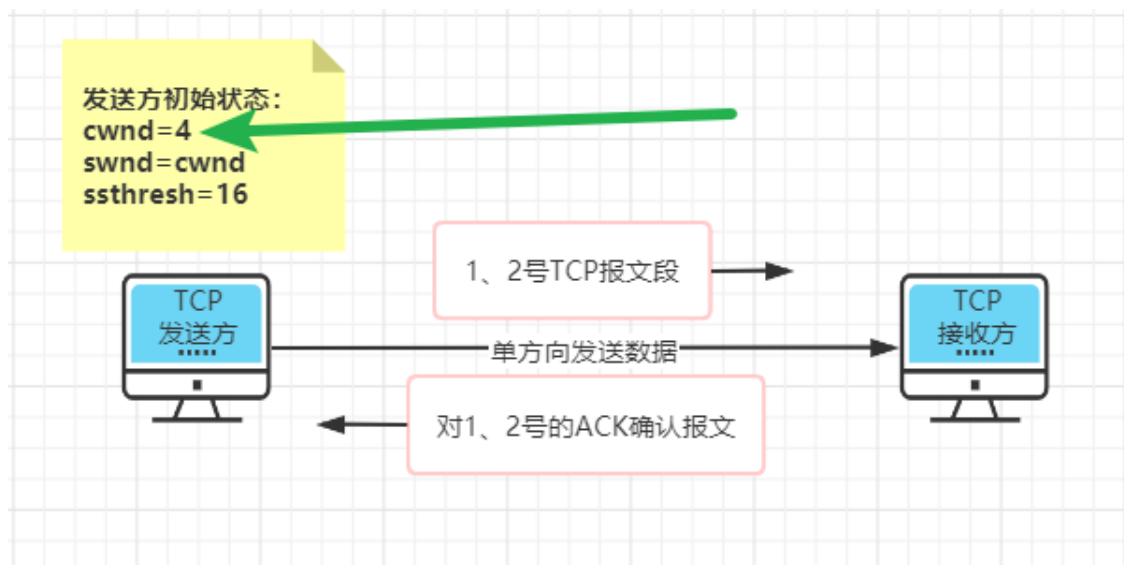 发送方初始状态:
cwnd=4
swnd=cwnd
ssthresh=16
1、2号TCP报文段
TCP
发送方
TCP
接收方
单方向发送数据
对1、2号的ACK确认报文